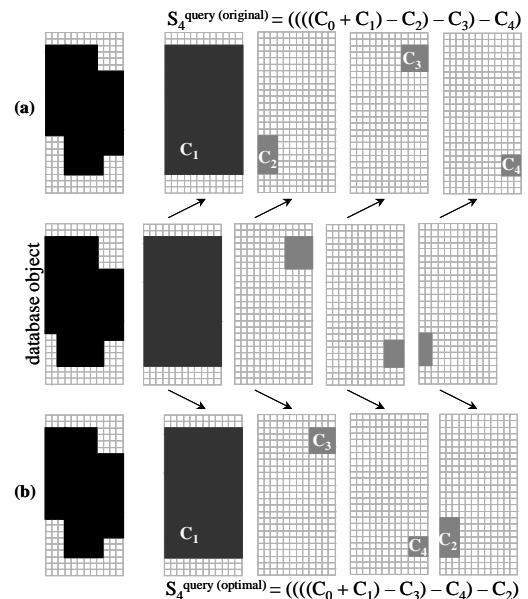 S₄query (original) = ((((C₀ + C₁) − C₂) − C₃) − C₄)
(a)
C₁
C₂
C₃
C₄
database object
(b)
C₁
C₃
C₄
C₂
S₄query (optimal) = ((((C₀ + C₁) − C₃) − C₄) − C₂)